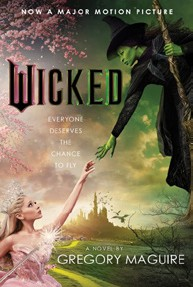 NOW A MAJOR MOTION PICTURE
WICKED
EVERYONE
DESERVES
THE
CHANCE
TO FLY
A NOVEL BY
GREGORY MAGUIRE